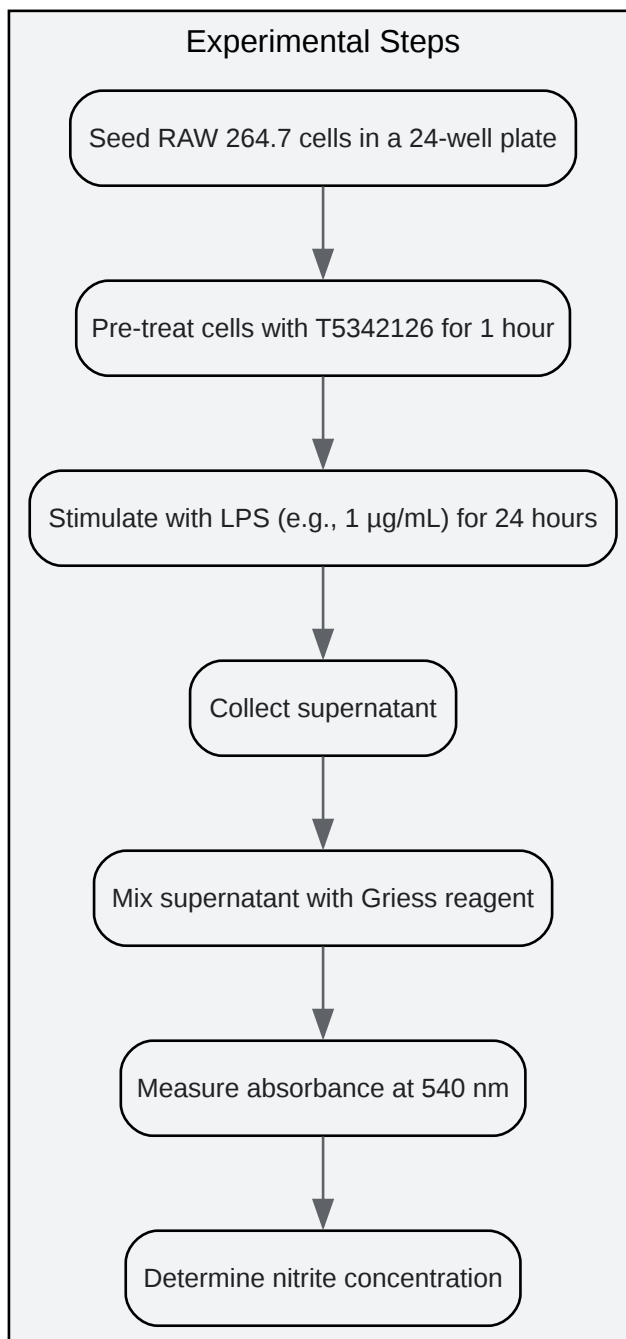 Experimental Steps
Seed RAW 264.7 cells in a 24-well plate
Pre-treat cells with T5342126 for 1 hour
Stimulate with LPS (e.g., 1 µg/mL) for 24 hours
Collect supernatant
Mix supernatant with Griess reagent
Measure absorbance at 540 nm
Determine nitrite concentration